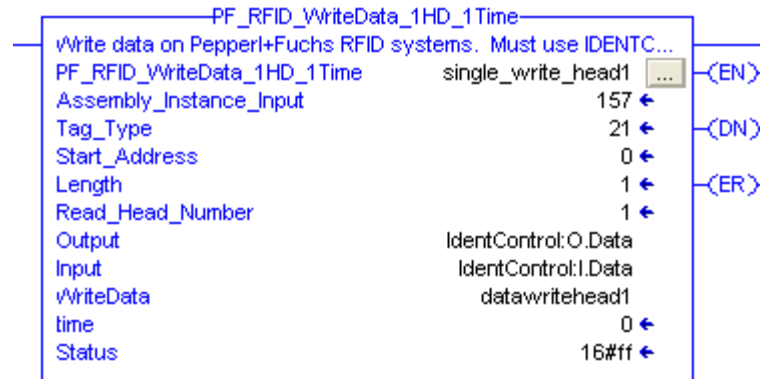 PF_RFID_WriteData_1HD_1Time
Write data on Pepperl+Fuchs RFID systems. Must use IDENTC...
PF_RFID_WriteData_1HD_1Time single_write_head1 ... (EN)
Assembly_Instance_Input 157
Tag_Type 21 (DN)
Start_Address 0
Length 1 (ER)
Read_Head_Number 1
Output IdentControl:O.Data
Input IdentControl:I.Data
WriteData datawritehead1
time 0
Status 16#ff